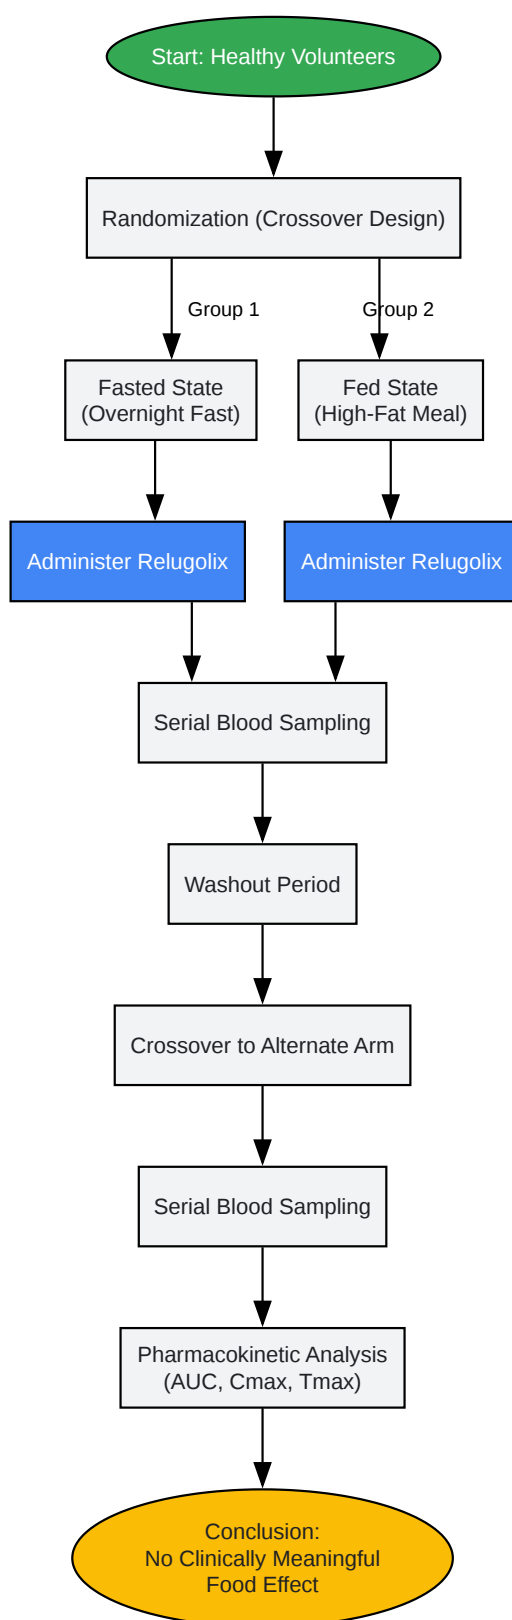 Start: Healthy Volunteers
Randomization (Crossover Design)
Group 1
Group 2
Fasted State
(Overnight Fast)
Fed State
(High-Fat Meal)
Administer Relugolix
Administer Relugolix
Serial Blood Sampling
Washout Period
Crossover to Alternate Arm
Serial Blood Sampling
Pharmacokinetic Analysis
(AUC, Cmax, Tmax)
Conclusion:
No Clinically Meaningful
Food Effect